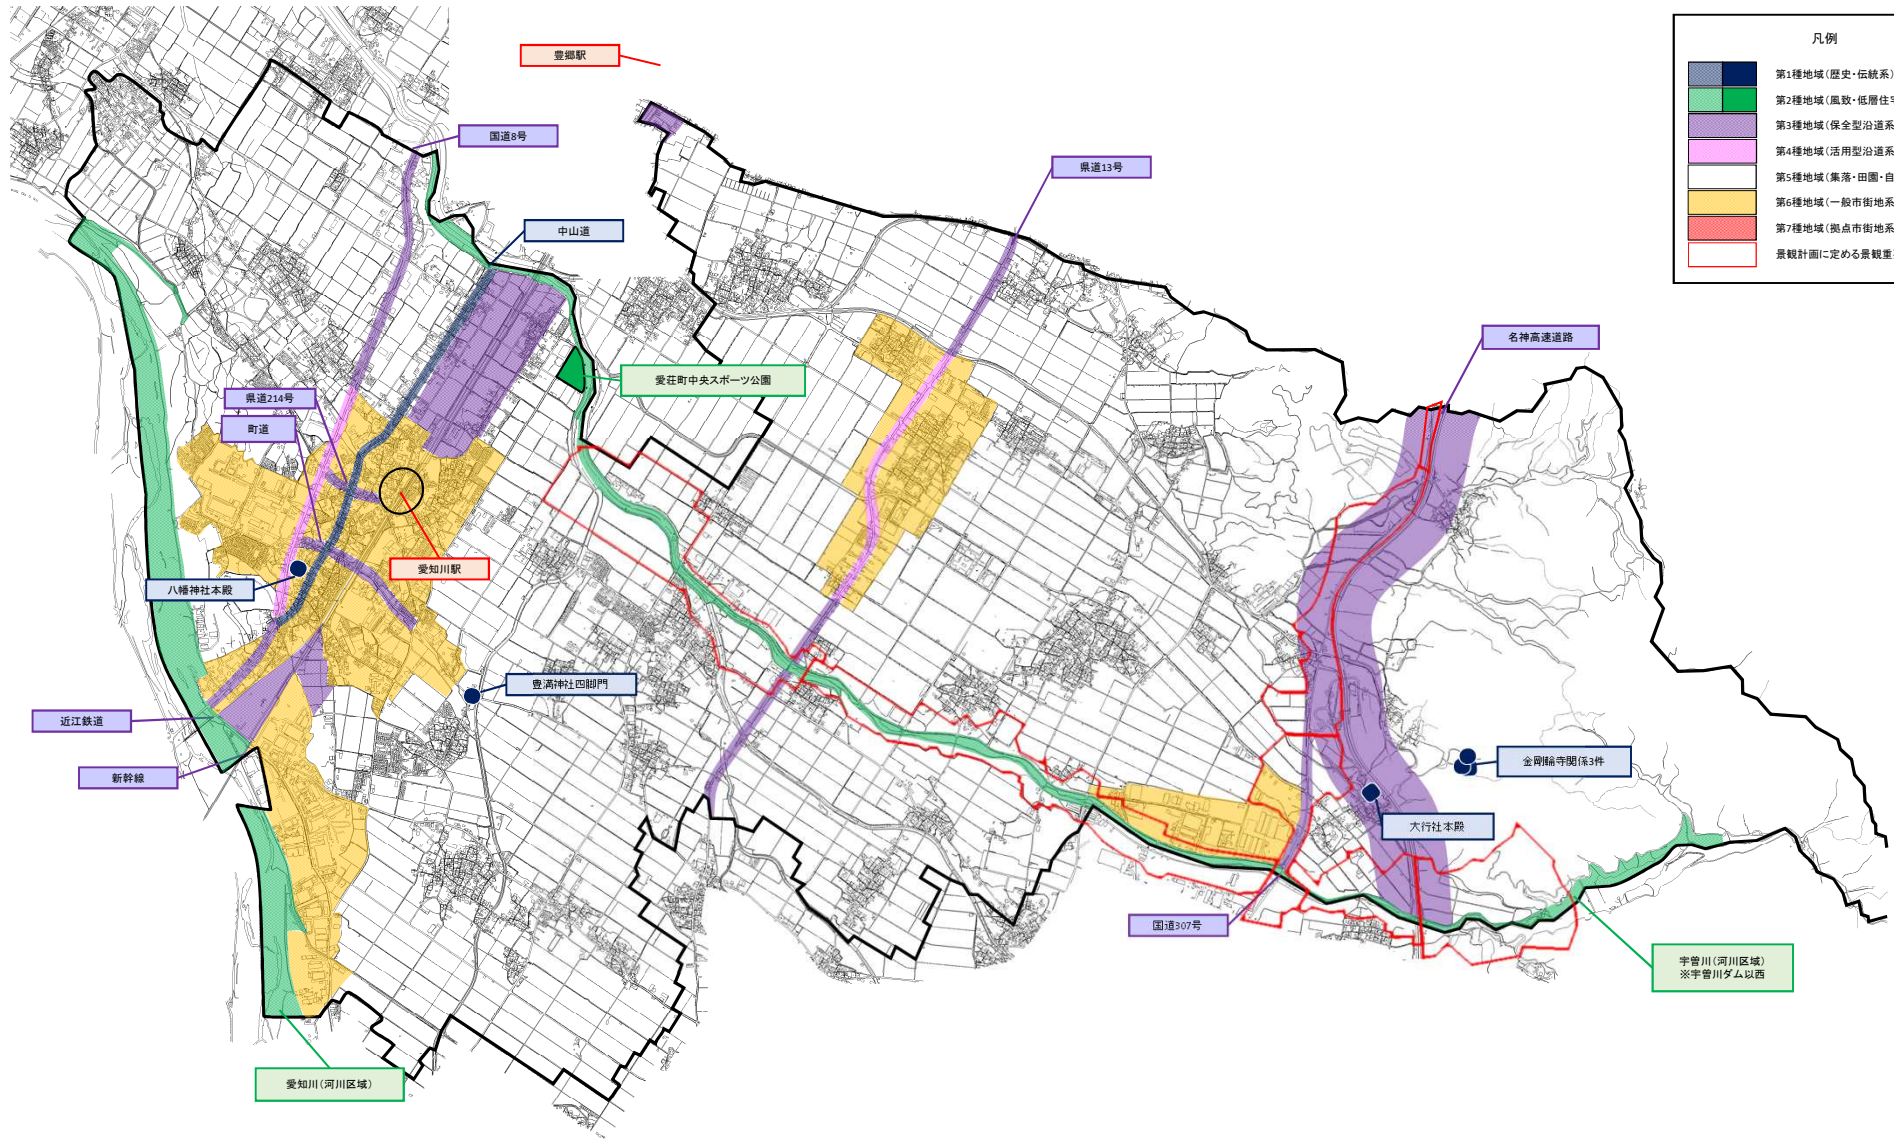 凡例
第1種地域（歴史・伝統系）
第2種地域（風致・低層住宅
第3種地域（保全型沿道系
第4種地域（活用型沿道系
第5種地域（集落・田園・自
第6種地域（一般市街地系
第7種地域（拠点市街地系
景観計画に定める景観重
豊郷駅
国道8号
県道13号
中山道
名神高速道路
愛荘町中央スポーツ公園
県道214号
町道
愛知川駅
八幡神社本殿
豊満神社四脚門
近江鉄道
新幹線
金剛輪寺関係3件
大行社本殿
国道307号
宇曽川（河川区域）
※宇曽川ダム以西
愛知川（河川区域）